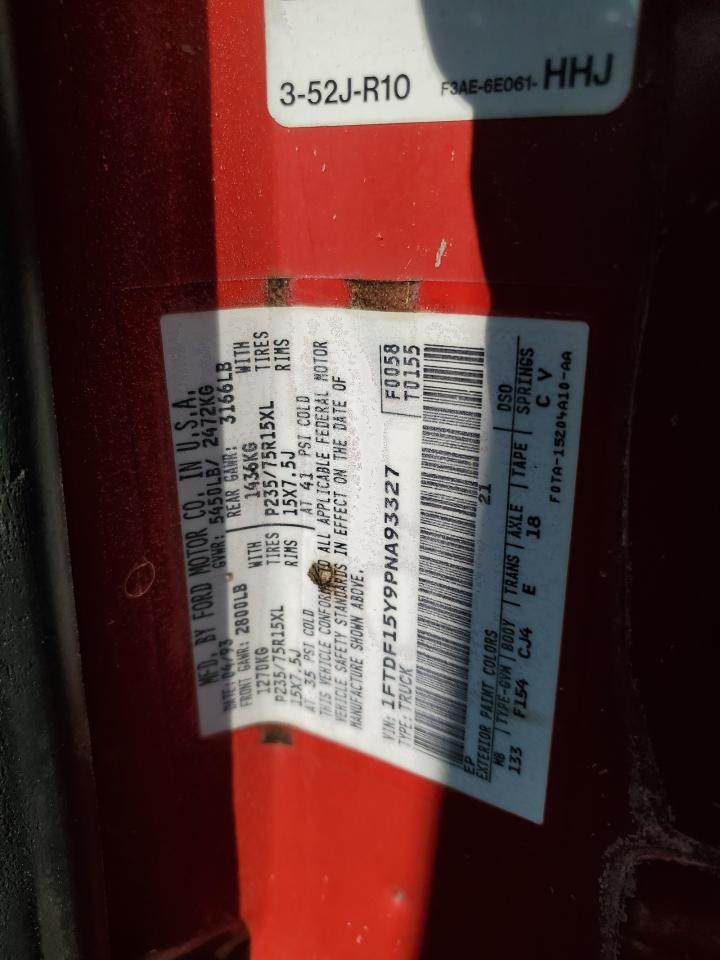 3-52J-R10 F3AE-6E061-HHJ
MFD. BY FORD MOTOR CO. IN U.S.A.
DATE: 04/93 GVWR: 5450LB/ 2472KG
FRONT GAWR: 2800LB REAR GAWR: 3166LB
1270KG WITH 1436KG WITH
P235/75R15XL TIRES P235/75R15XL TIRES
15X7.5J RIMS 15X7.5J RIMS
AT 35 PSI COLD AT 41 PSI COLD
THIS VEHICLE CONFORMS TO ALL APPLICABLE FEDERAL MOTOR
VEHICLE SAFETY STANDARDS IN EFFECT ON THE DATE OF
MANUFACTURE SHOWN ABOVE.
VIN: 1FTDF15Y9PNA93327 F0058
TYPE: TRUCK T0155
EP 21
EXTERIOR PAINT COLORS DSO
WB TYPE-GVW BODY TRANS AXLE TAPE SPRINGS
133 F154 CJ4 E 18 C V
F0TA-15204A10-AA